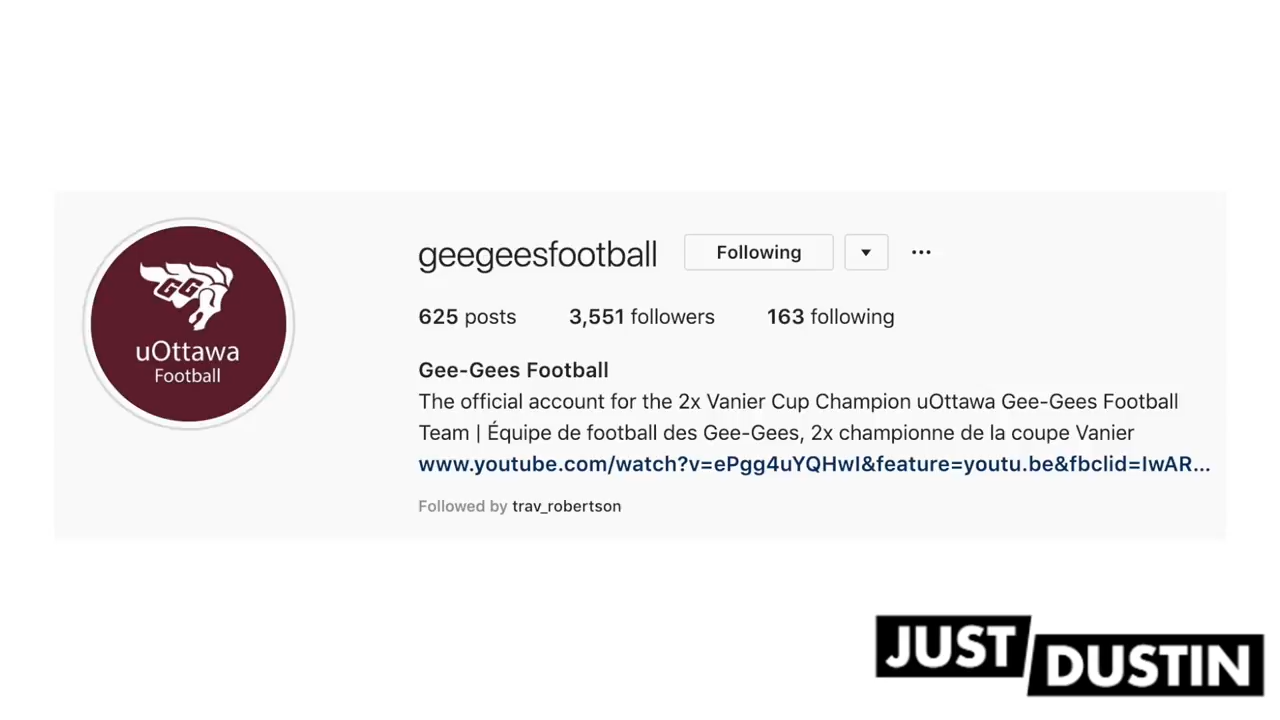 GG
uOttawa
Football
geegeesfootball Following ...
625 posts 3,551 followers 163 following
Gee-Gees Football
The official account for the 2x Vanier Cup Champion uOttawa Gee-Gees Football
Team | Équipe de football des Gee-Gees, 2x championne de la coupe Vanier
www.youtube.com/watch?v=ePgg4uYQHwI&feature=youtu.be&fbclid=IwAR...
Followed by trav_robertson
JUST
DUSTIN